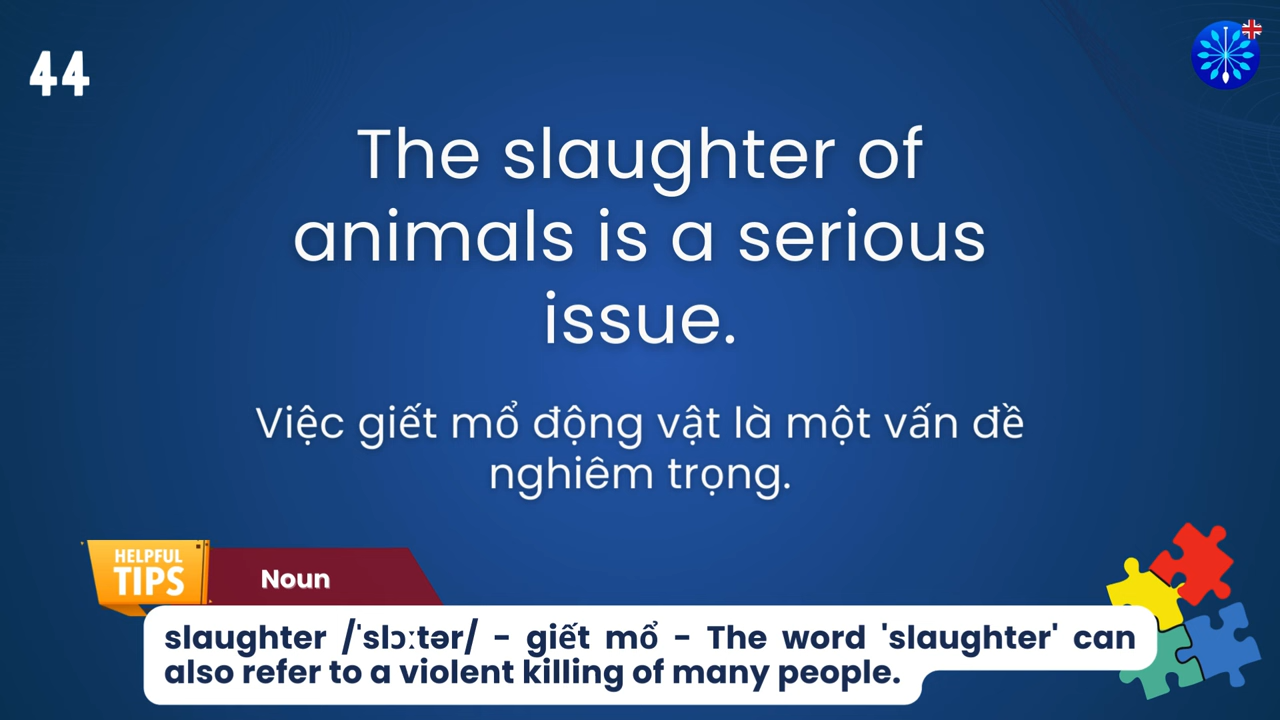 44
The slaughter of
animals is a serious
issue.
Việc giết mổ động vật là một vấn đề
nghiêm trọng.
HELPFUL
TIPS
Noun
slaughter /ˈslɔːtər/ - giết mổ - The word 'slaughter' can
also refer to a violent killing of many people.